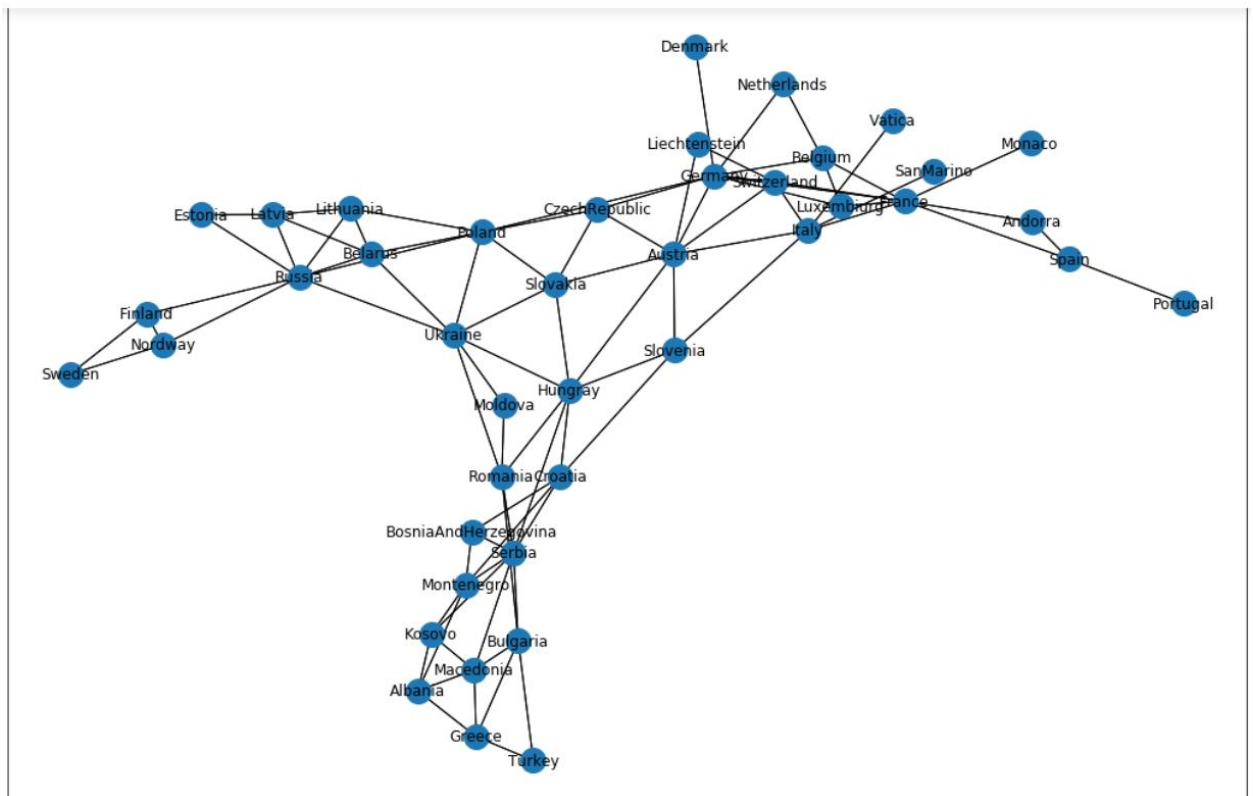 Denmark
Netherlands
Vatica
Liechtenstein
Monaco
Belgium
SanMarino
Germany
Switzerland
France
Luxemburg
Estonia
Latvia
Lithuania
CzechRepublic
Andorra
Poland
Italy
Belarus
Austria
Spain
Russia
Slovakia
Portugal
Finland
Ukraine
Nordway
Slovenia
Sweden
Hungray
Moldova
Romania
Croatia
BosniaAndHerzegovina
Serbia
Montenegro
Kosovo
Bulgaria
Macedonia
Albania
Greece
Turkey